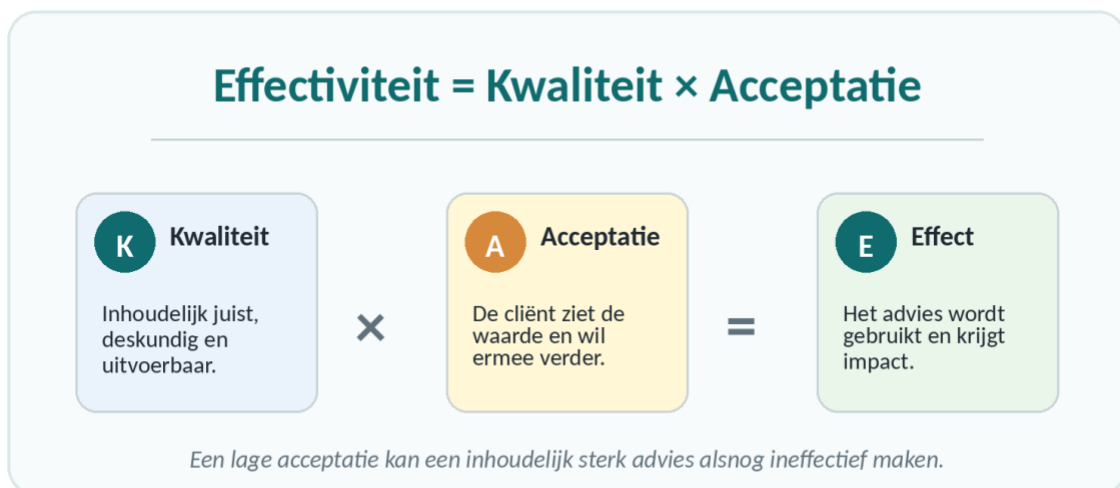 Effectiviteit = Kwaliteit × Acceptatie
K Kwaliteit
Inhoudelijk juist,
deskundig en
uitvoerbaar.
×
A Acceptatie
De cliënt ziet de
waarde en wil
ermee verder.
=
E Effect
Het advies wordt
gebruikt en krijgt
impact.
Een lage acceptatie kan een inhoudelijk sterk advies alsnog ineffectief maken.